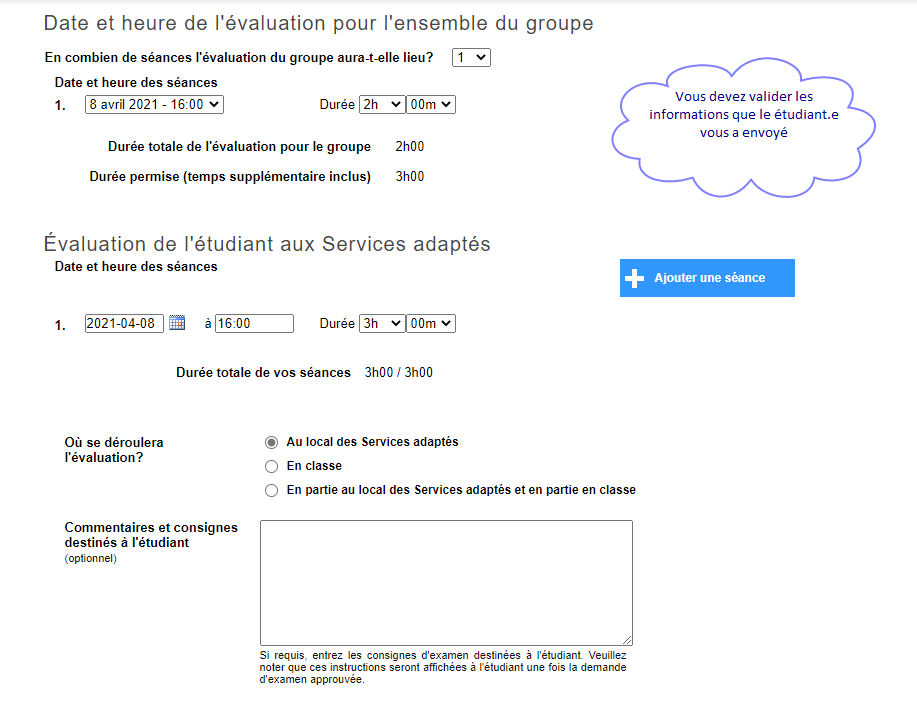 Date et heure de l'évaluation pour l'ensemble du groupe
En combien de séances l'évaluation du groupe aura-t-elle lieu? 1
Date et heure des séances
1. 8 avril 2021 - 16:00 Durée 2h 00m
Durée totale de l'évaluation pour le groupe 2h00
Durée permise (temps supplémentaire inclus) 3h00
Vous devez valider les
informations que le étudiant.e
vous a envoyé
Évaluation de l'étudiant aux Services adaptés
Date et heure des séances
Ajouter une séance
1. 2021-04-08 à 16:00 Durée 3h 00m
Durée totale de vos séances 3h00 / 3h00
Où se déroulera
l'évaluation?
Au local des Services adaptés
En classe
En partie au local des Services adaptés et en partie en classe
Commentaires et consignes
destinés à l'étudiant
(optionnel)
Si requis, entrez les consignes d'examen destinées à l'étudiant. Veuillez
noter que ces instructions seront affichées à l'étudiant une fois la demande
d'examen approuvée.